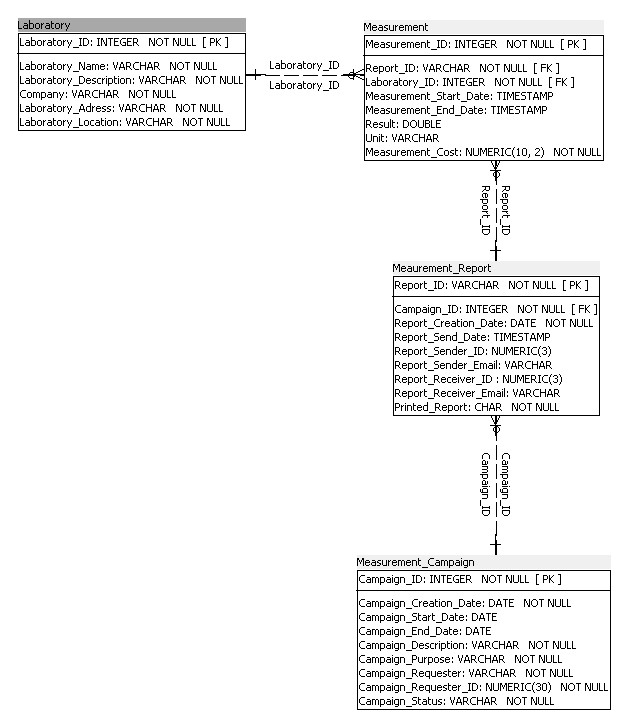 Laboratory
Laboratory_ID: INTEGER NOT NULL [ PK ]
Laboratory_Name: VARCHAR NOT NULL
Laboratory_Description: VARCHAR NOT NULL
Company: VARCHAR NOT NULL
Laboratory_Adress: VARCHAR NOT NULL
Laboratory_Location: VARCHAR NOT NULL
Laboratory_ID
Laboratory_ID
Measurement
Measurement_ID: INTEGER NOT NULL [ PK ]
Report_ID: VARCHAR NOT NULL [ FK ]
Laboratory_ID: INTEGER NOT NULL [ FK ]
Measurement_Start_Date: TIMESTAMP
Measurement_End_Date: TIMESTAMP
Result: DOUBLE
Unit: VARCHAR
Measurement_Cost: NUMERIC(10, 2) NOT NULL
Report_ID
Report_ID
Meaurement_Report
Report_ID: VARCHAR NOT NULL [ PK ]
Campaign_ID: INTEGER NOT NULL [ FK ]
Report_Creation_Date: DATE NOT NULL
Report_Send_Date: TIMESTAMP
Report_Sender_ID: NUMERIC(3)
Report_Sender_Email: VARCHAR
Report_Receiver_ID : NUMERIC(3)
Report_Receiver_Email: VARCHAR
Printed_Report: CHAR NOT NULL
Campaign_ID
Campaign_ID
Measurement_Campaign
Campaign_ID: INTEGER NOT NULL [ PK ]
Campaign_Creation_Date: DATE NOT NULL
Campaign_Start_Date: DATE
Campaign_End_Date: DATE
Campaign_Description: VARCHAR NOT NULL
Campaign_Purpose: VARCHAR NOT NULL
Campaign_Requester: VARCHAR NOT NULL
Campaign_Requester_ID: NUMERIC(30) NOT NULL
Campaign_Status: VARCHAR NOT NULL